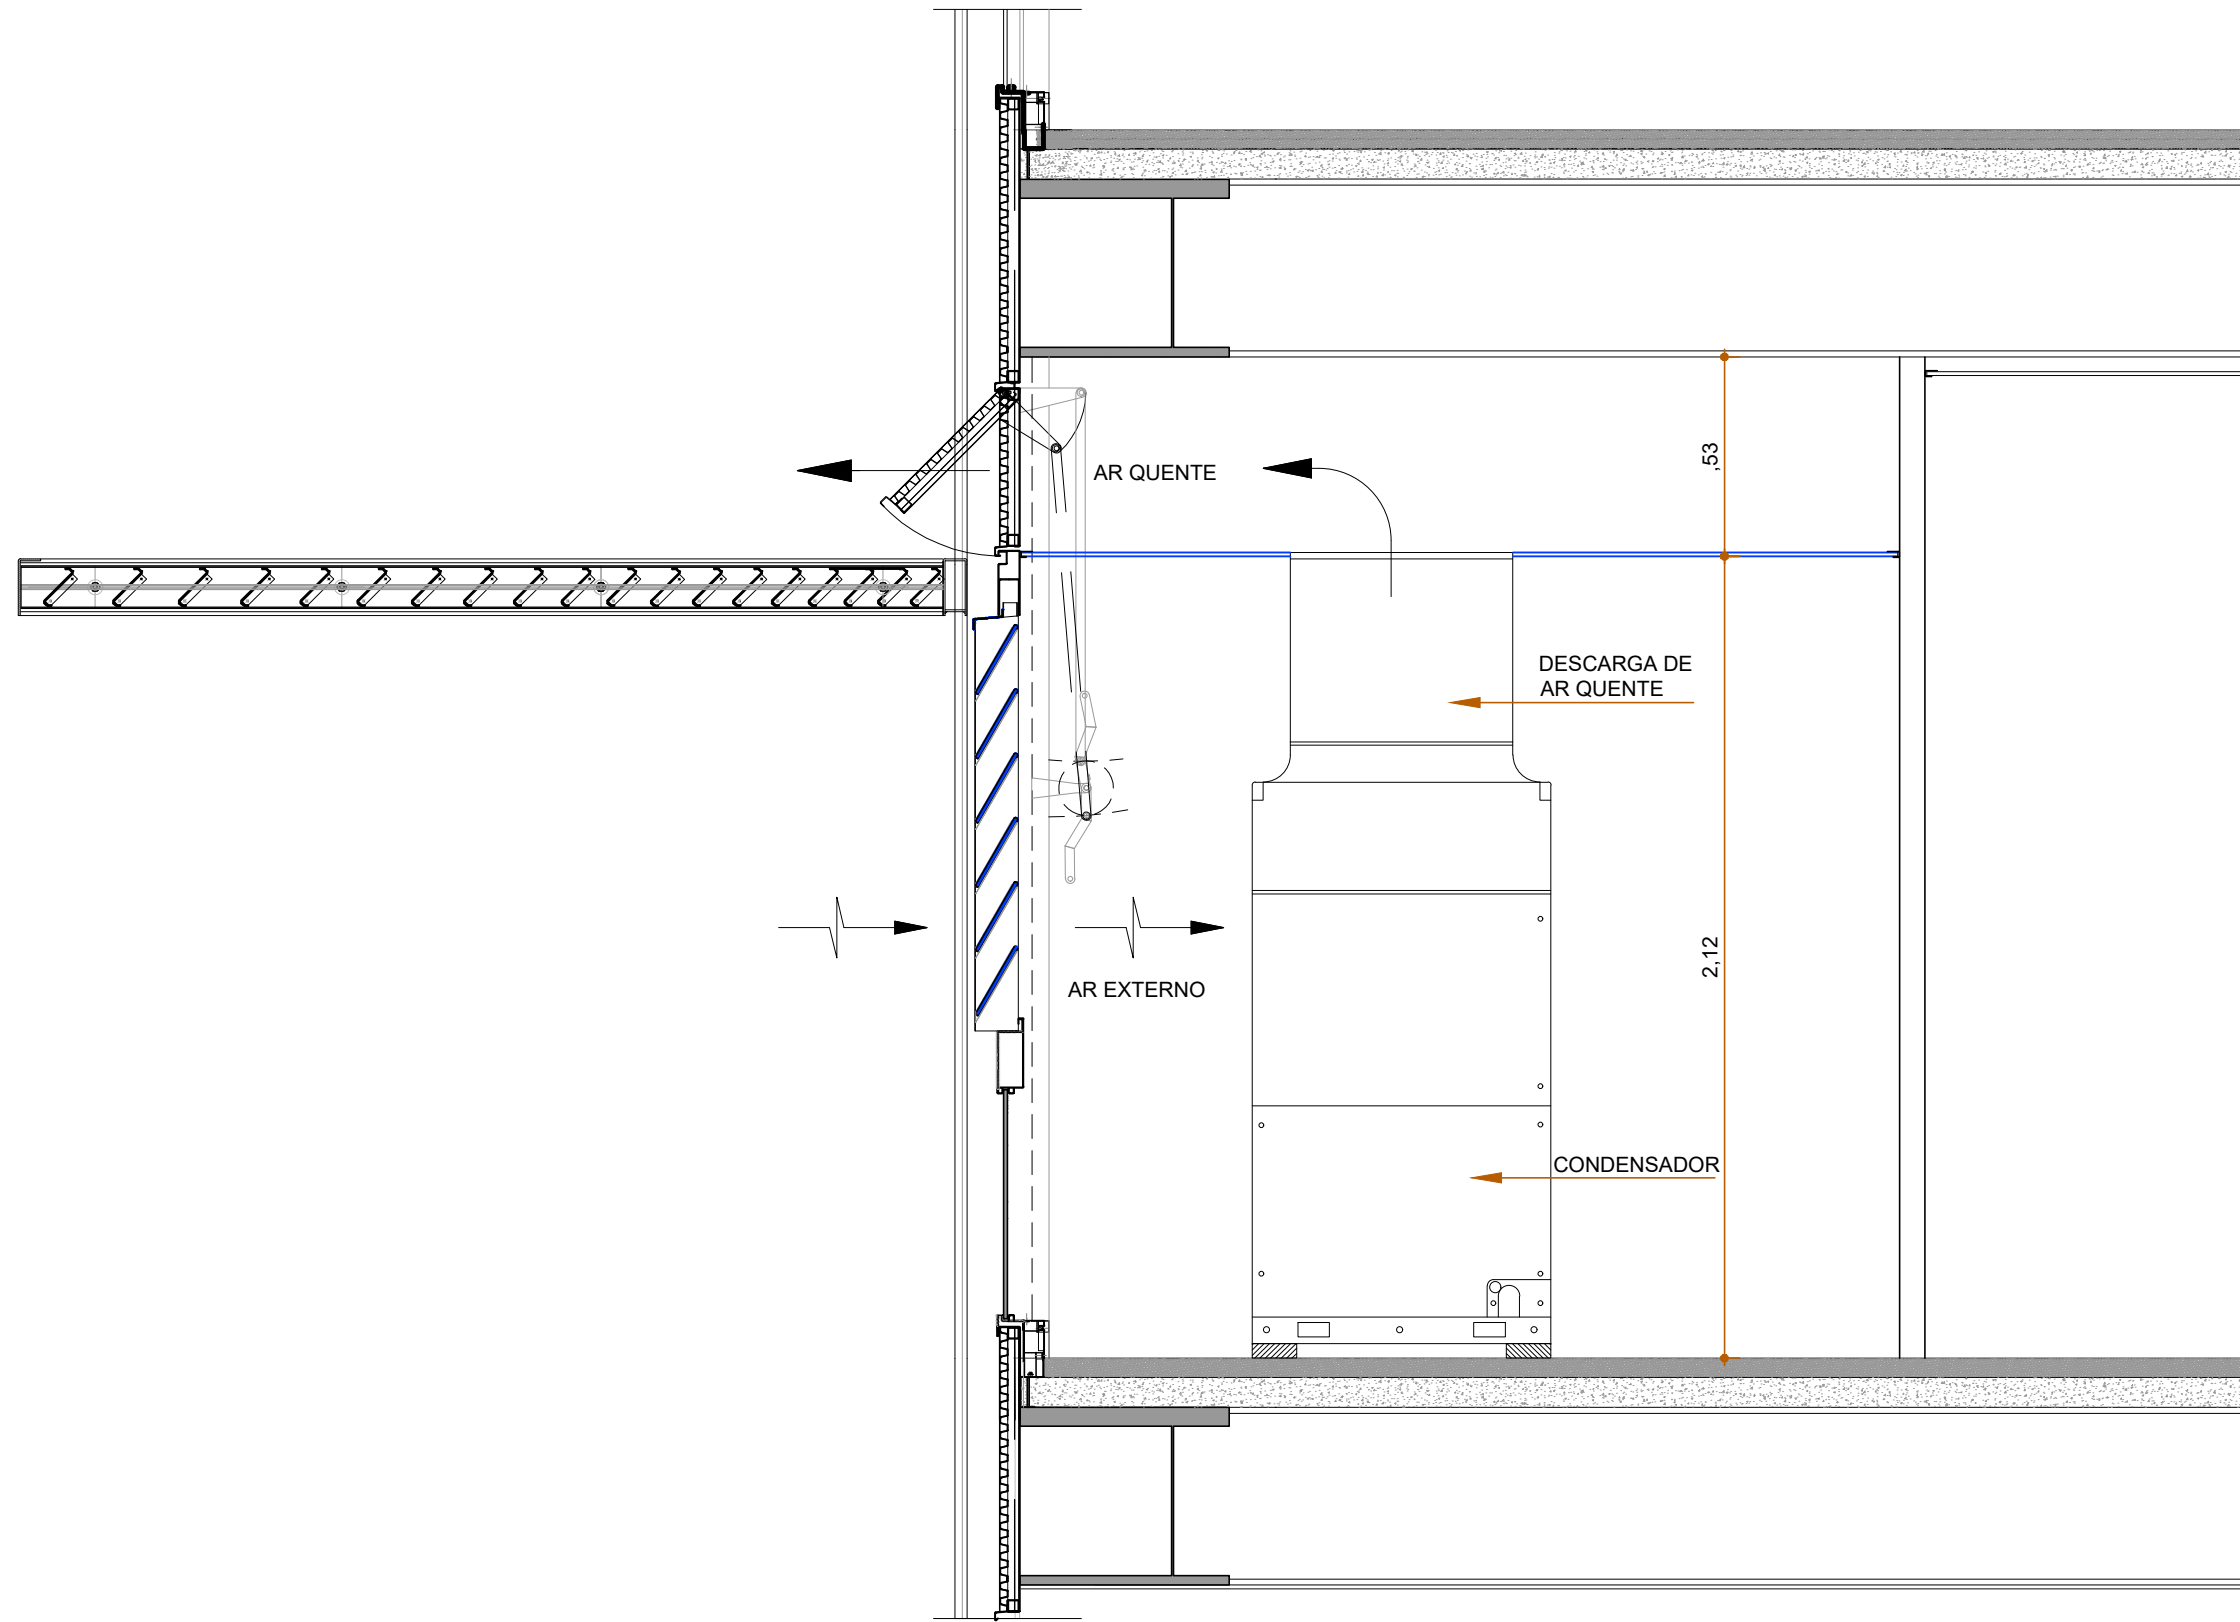 ,53
AR QUENTE
DESCARGA DE
AR QUENTE
2,12
AR EXTERNO
CONDENSADOR